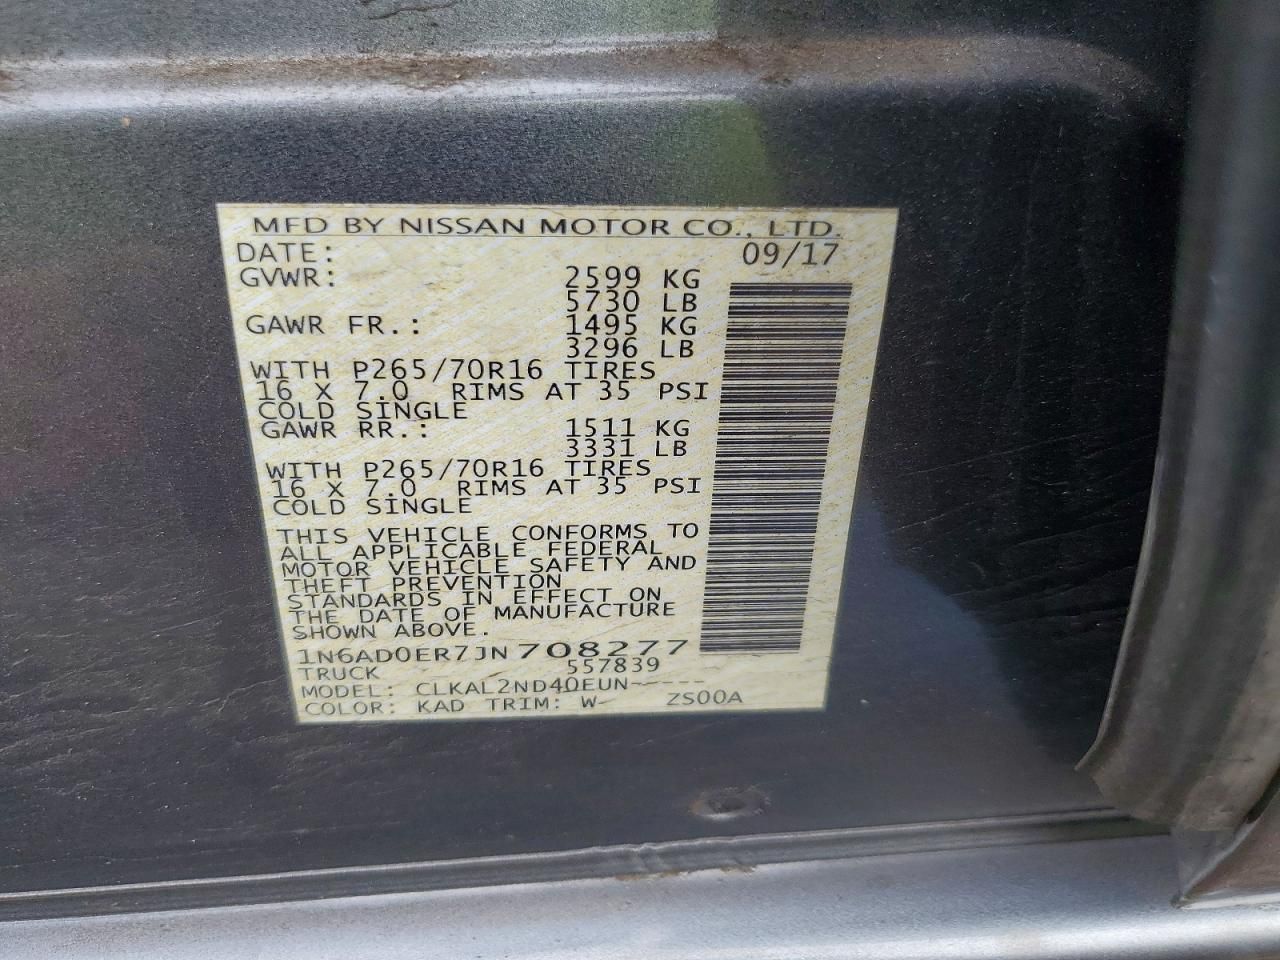 MFD BY NISSAN MOTOR CO., LTD.
DATE: 09/17
GVWR: 2599 KG
5730 LB
GAWR FR.: 1495 KG
3296 LB
WITH P265/70R16 TIRES
16 X 7.0 RIMS AT 35 PSI
COLD SINGLE
GAWR RR.: 1511 KG
3331 LB
WITH P265/70R16 TIRES
16 X 7.0 RIMS AT 35 PSI
COLD SINGLE
THIS VEHICLE CONFORMS TO
ALL APPLICABLE FEDERAL
MOTOR VEHICLE SAFETY AND
THEFT PREVENTION
STANDARDS IN EFFECT ON
THE DATE OF MANUFACTURE
SHOWN ABOVE.
1N6AD0ER7JN708277
TRUCK 557839
MODEL: CLKAL2ND40EUN-----
COLOR: KAD TRIM: W- ZS00A